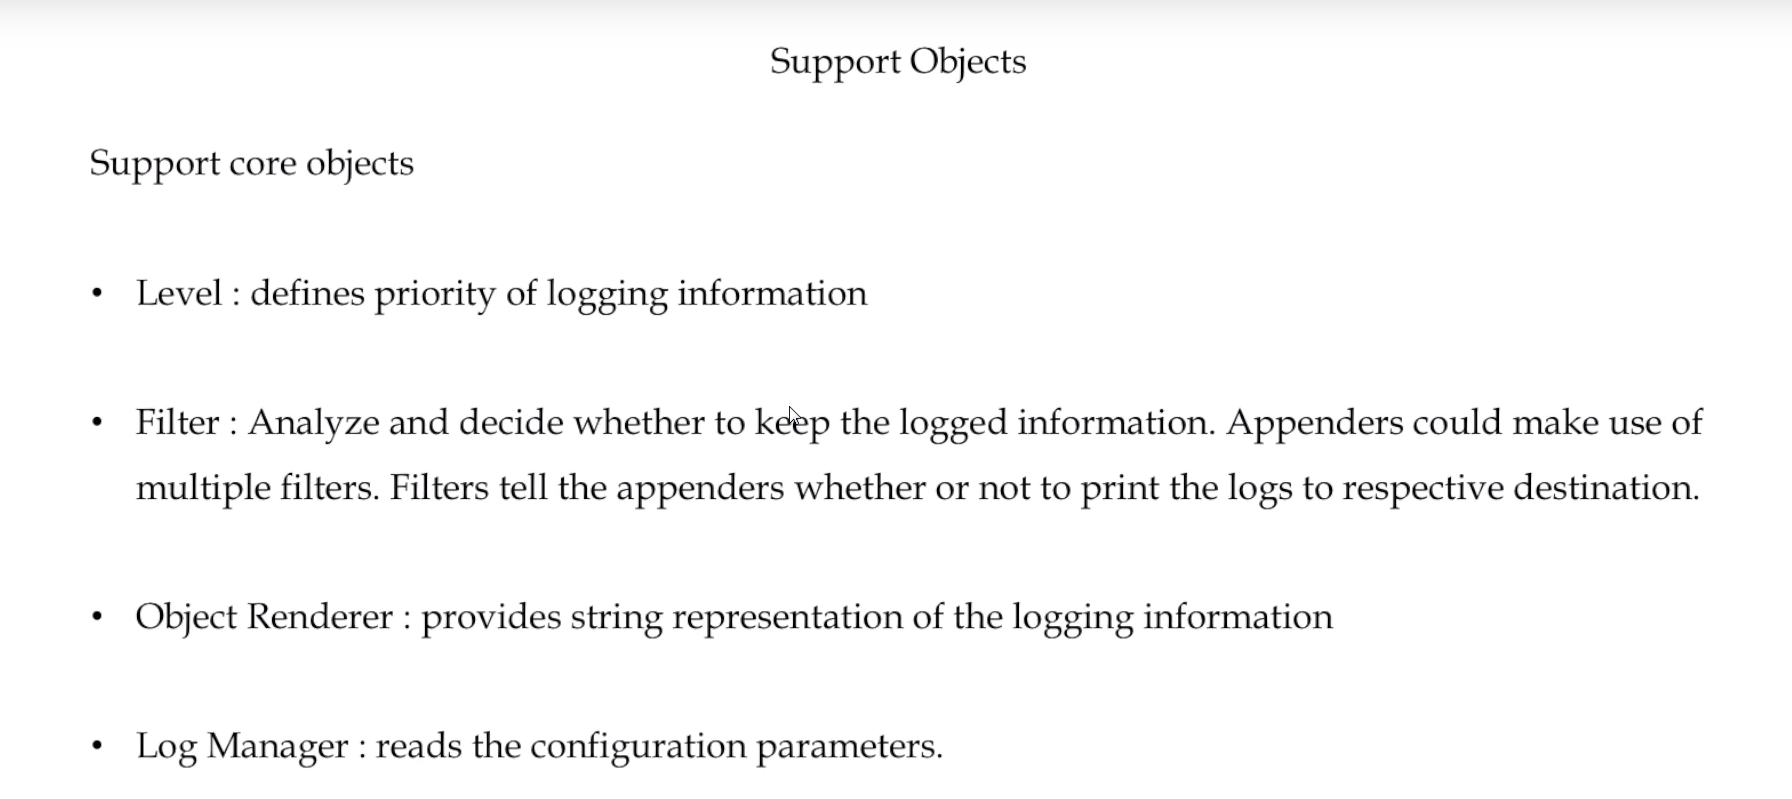 Support Objects
Support core objects
• Level : defines priority of logging information
• Filter : Analyze and decide whether to keep the logged information. Appenders could make use of
multiple filters. Filters tell the appenders whether or not to print the logs to respective destination.
• Object Renderer : provides string representation of the logging information
• Log Manager : reads the configuration parameters.